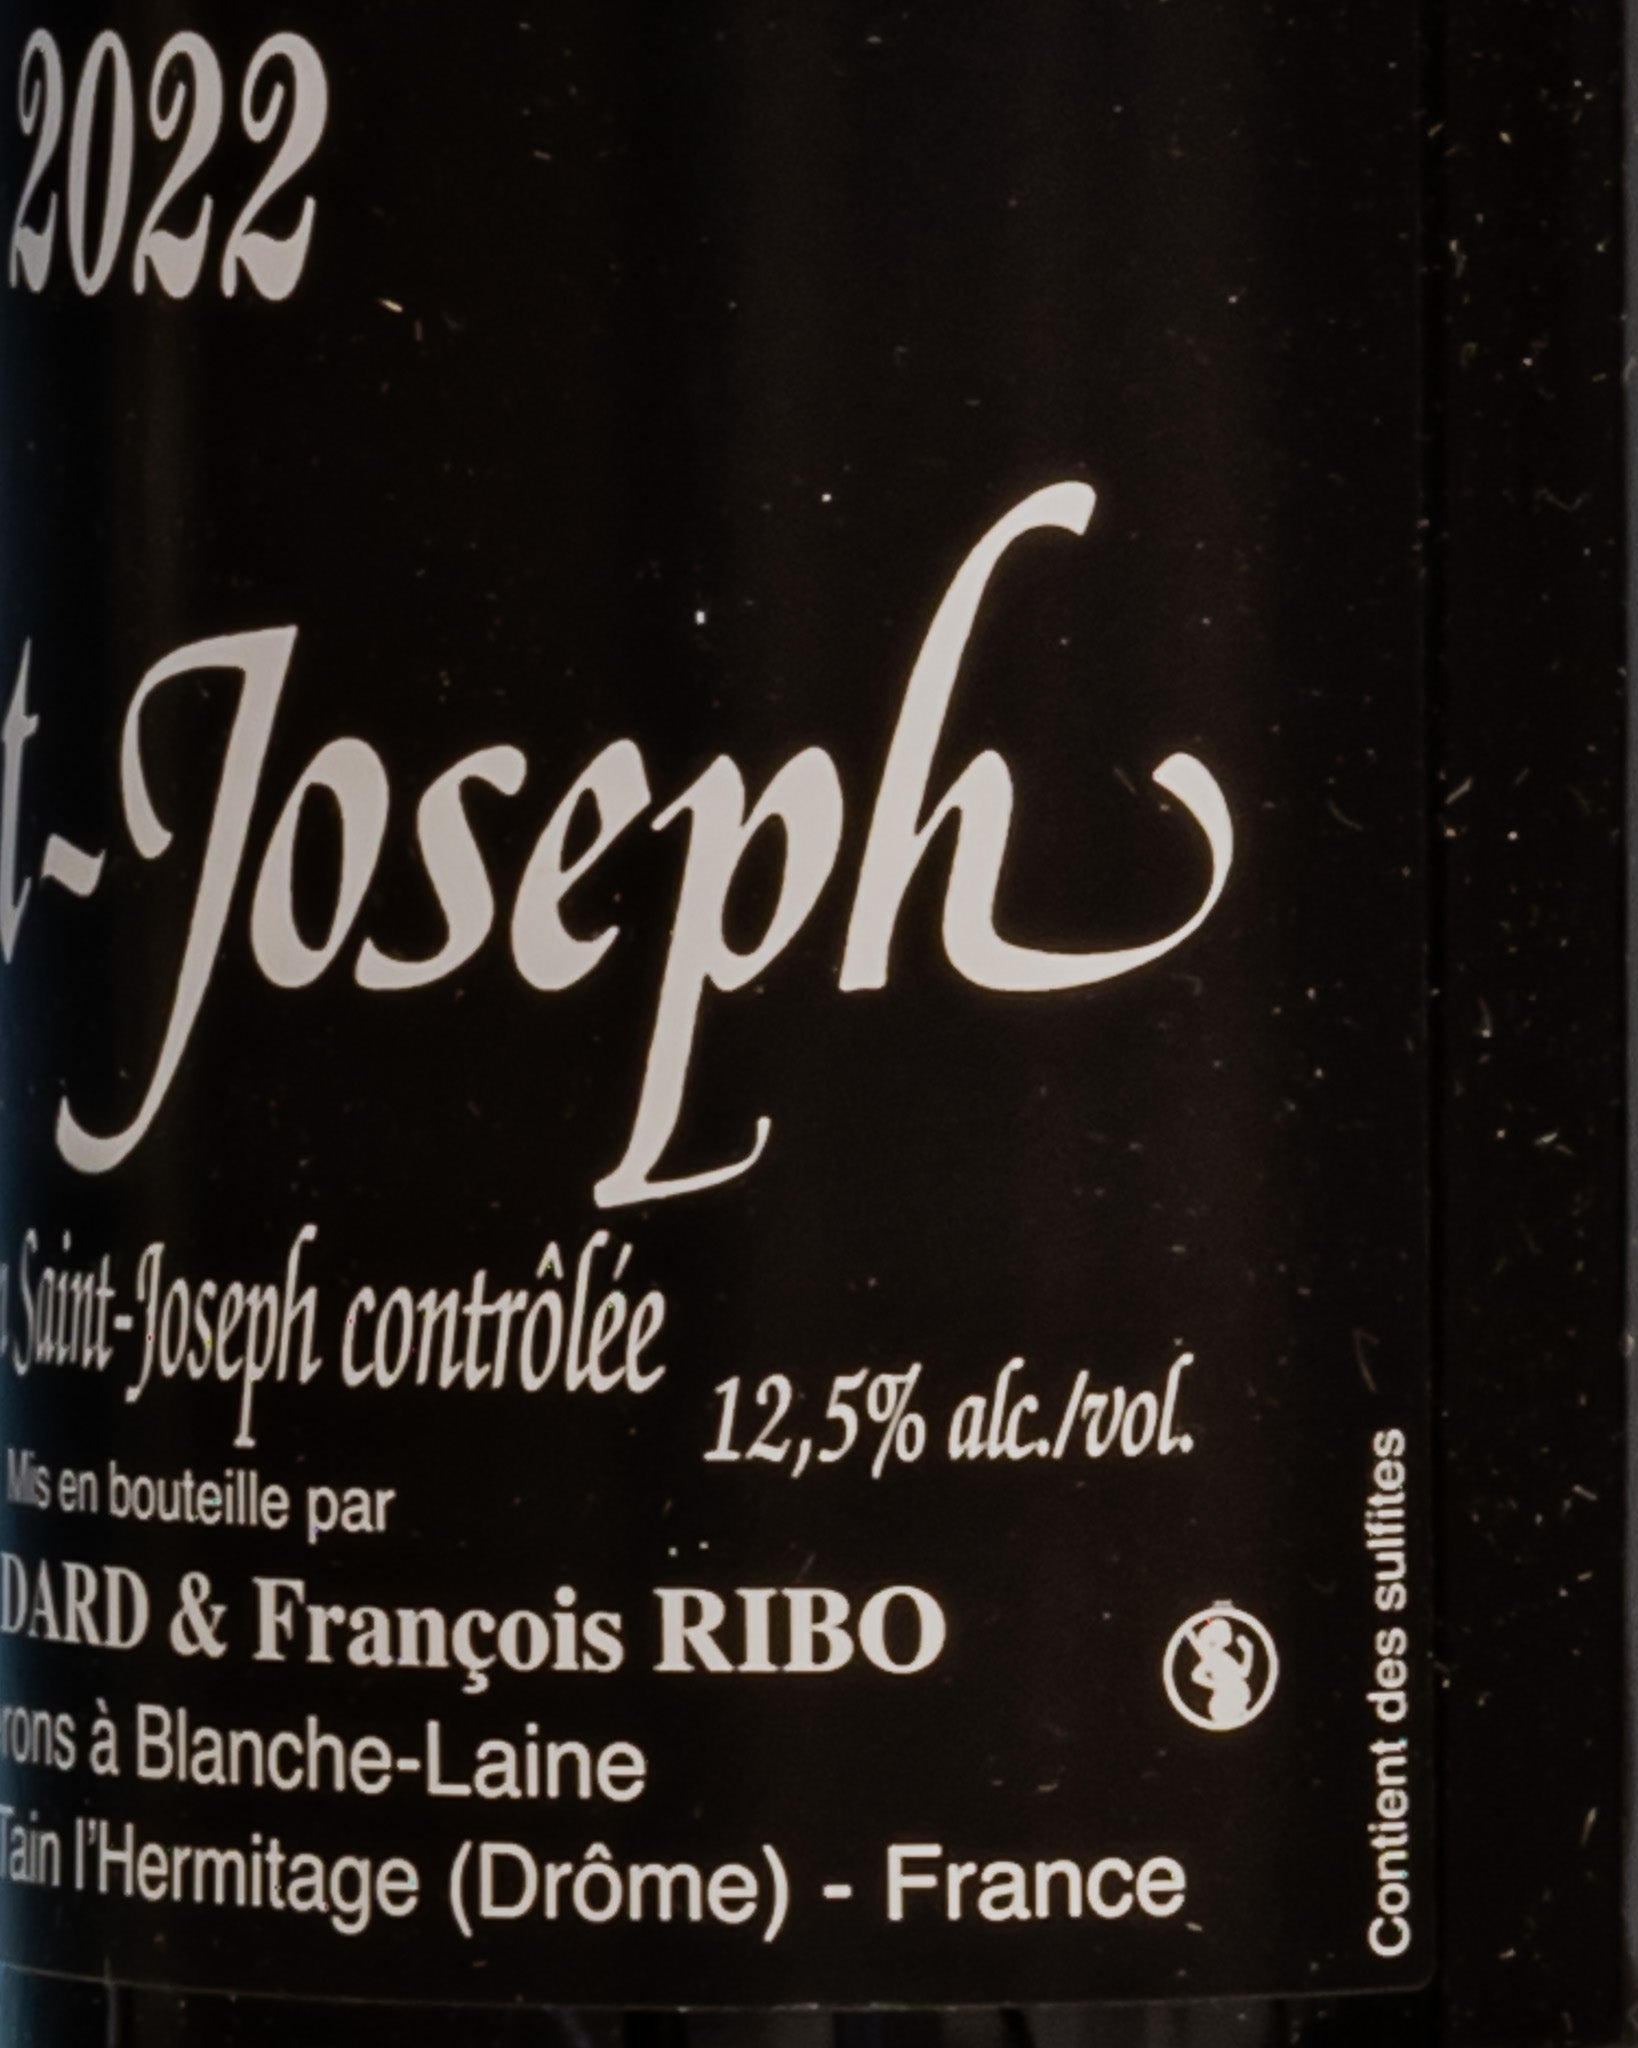 2022
t-Joseph
Saint-Joseph contrôlée
12,5% alc./vol.
Mis en bouteille par
DARD & François RIBO
rons à Blanche-Laine
Tain l'Hermitage (Drôme) - France
Contient des sulfites